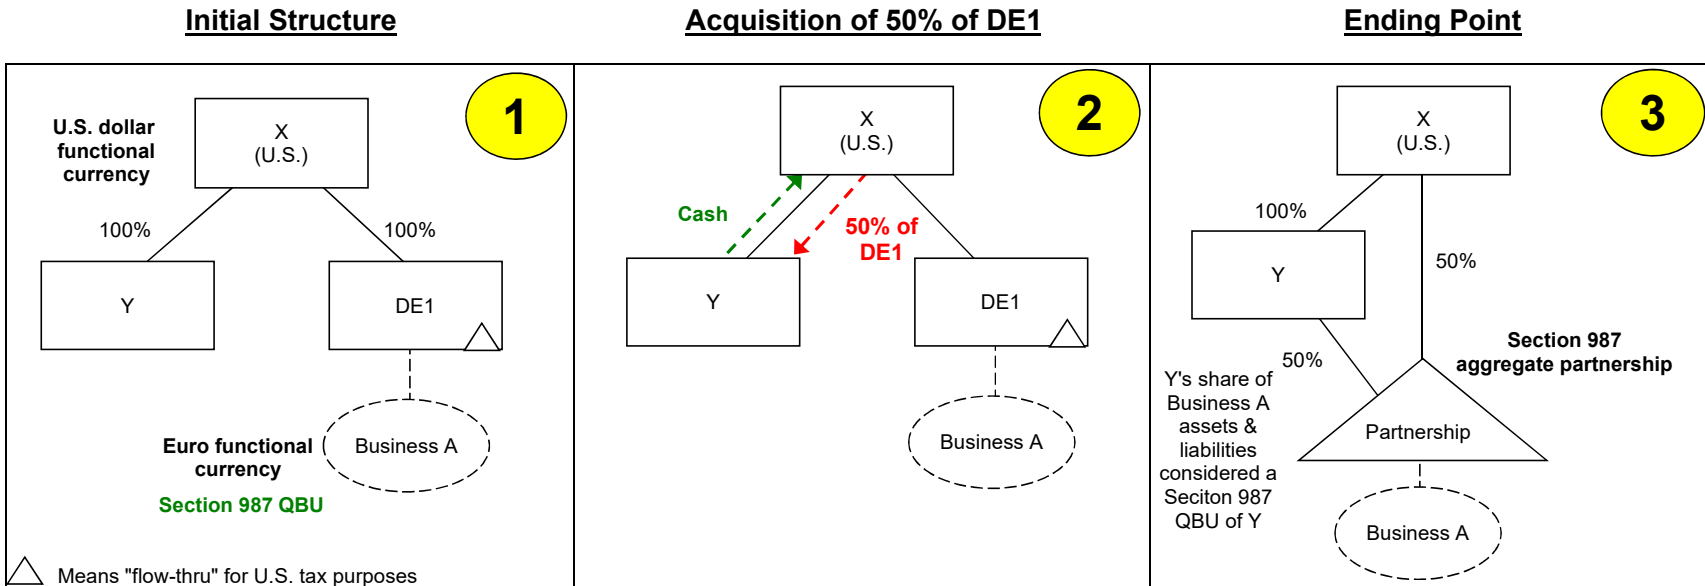 Initial Structure
Acquisition of 50% of DE1
Ending Point
1
U.S. dollar
functional
currency
X
(U.S.)
100%
100%
Y
DE1
Euro functional
currency
Section 987 QBU
Business A
Means "flow-thru" for U.S. tax purposes
2
X
(U.S.)
Cash
50% of
DE1
Y
DE1
Business A
3
X
(U.S.)
100%
50%
Y
50%
Section 987
aggregate partnership
Y's share of
Business A
assets &
liabilities
considered a
Seciton 987
QBU of Y
Partnership
Business A